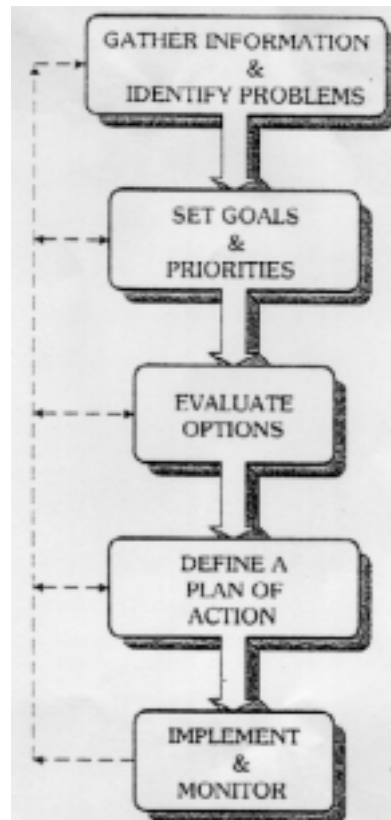 GATHER INFORMATION
&
IDENTIFY PROBLEMS
SET GOALS
&
PRIORITIES
EVALUATE
OPTIONS
DEFINE A
PLAN OF
ACTION
IMPLEMENT
&
MONITOR